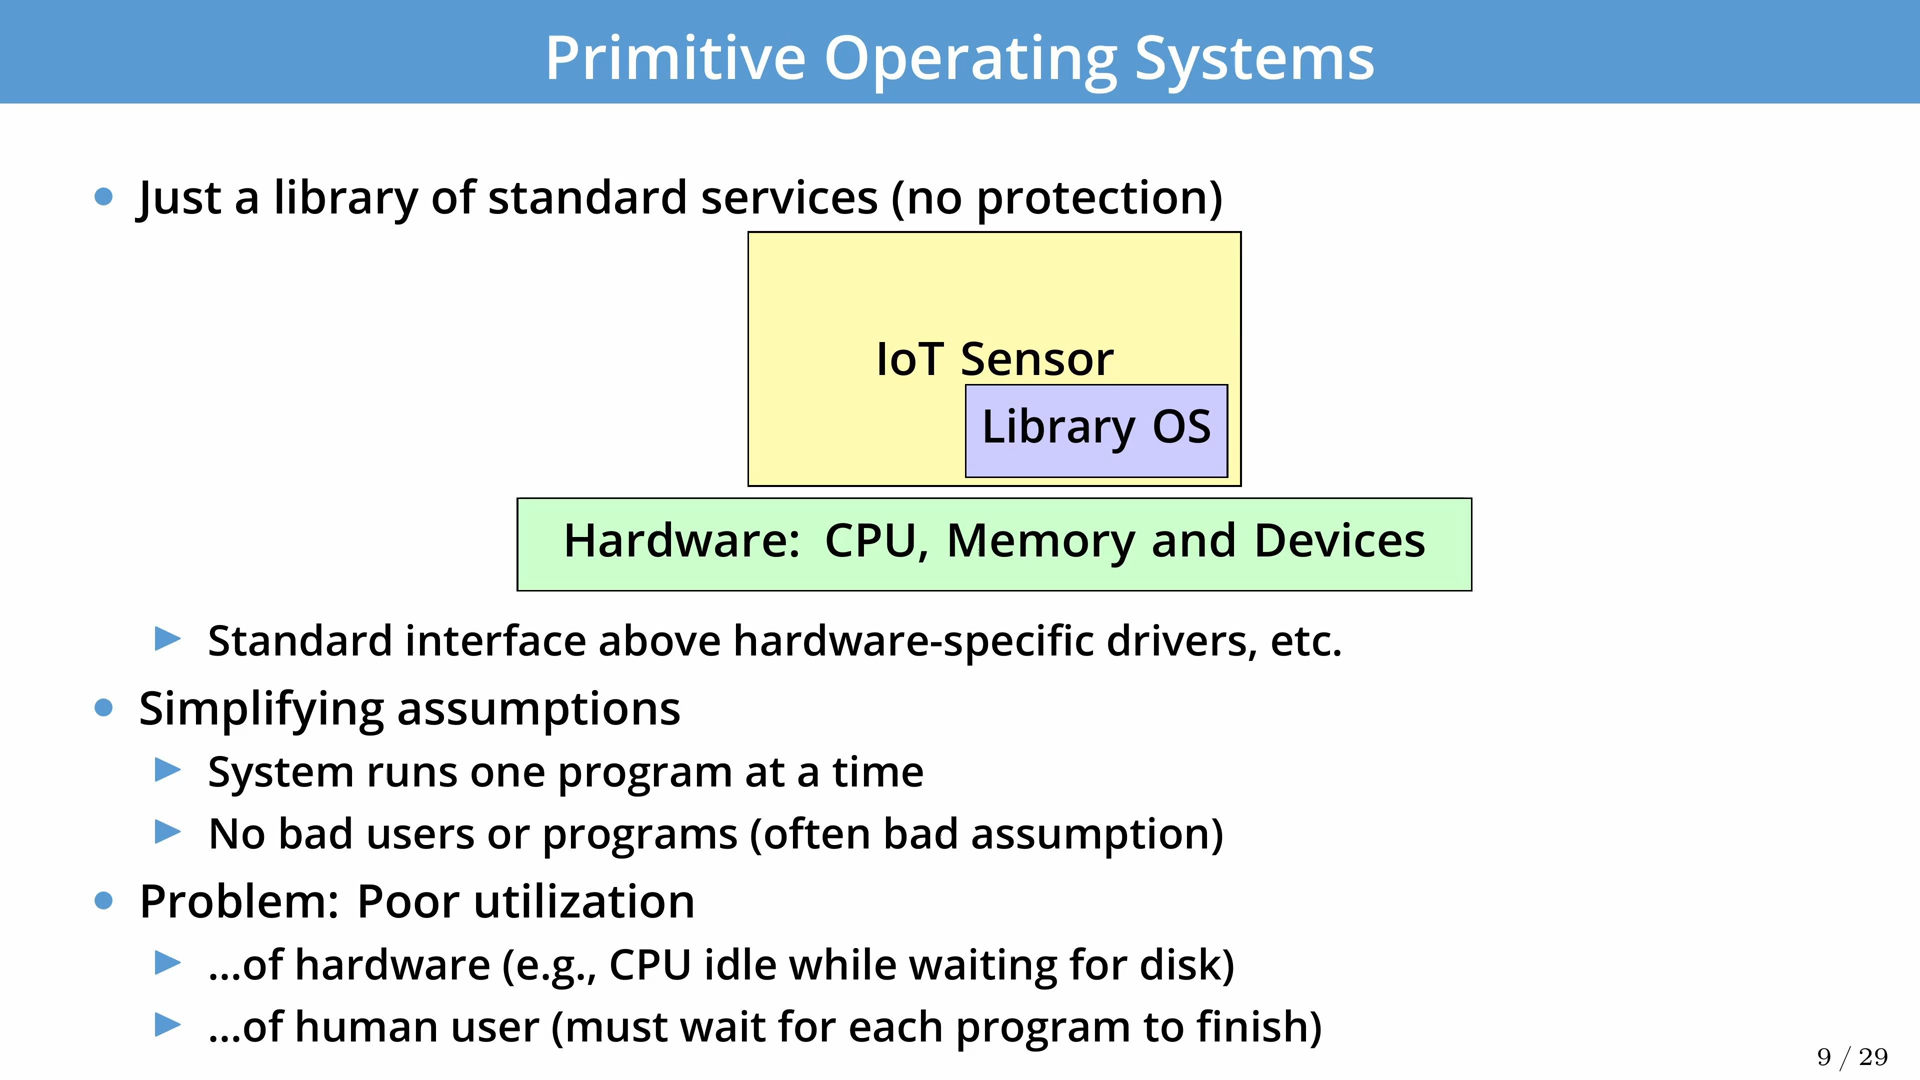 Primitive Operating Systems
Just a library of standard services (no protection)
IoT Sensor
Library OS
Hardware: CPU, Memory and Devices
Standard interface above hardware-specific drivers, etc.
Simplifying assumptions
System runs one program at a time
No bad users or programs (often bad assumption)
Problem: Poor utilization
...of hardware (e.g., CPU idle while waiting for disk)
...of human user (must wait for each program to finish)
9 / 29